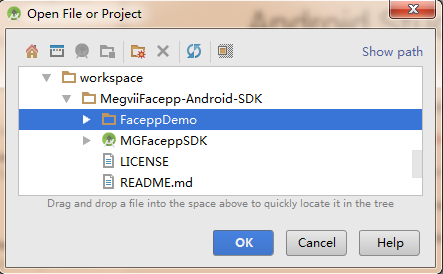 Open File or Project
Show path
workspace
MegviiFacepp-Android-SDK
FaceppDemo
MGFaceppSDK
LICENSE
README.md
Drag and drop a file into the space above to quickly locate it in the tree
OK
Cancel
Help